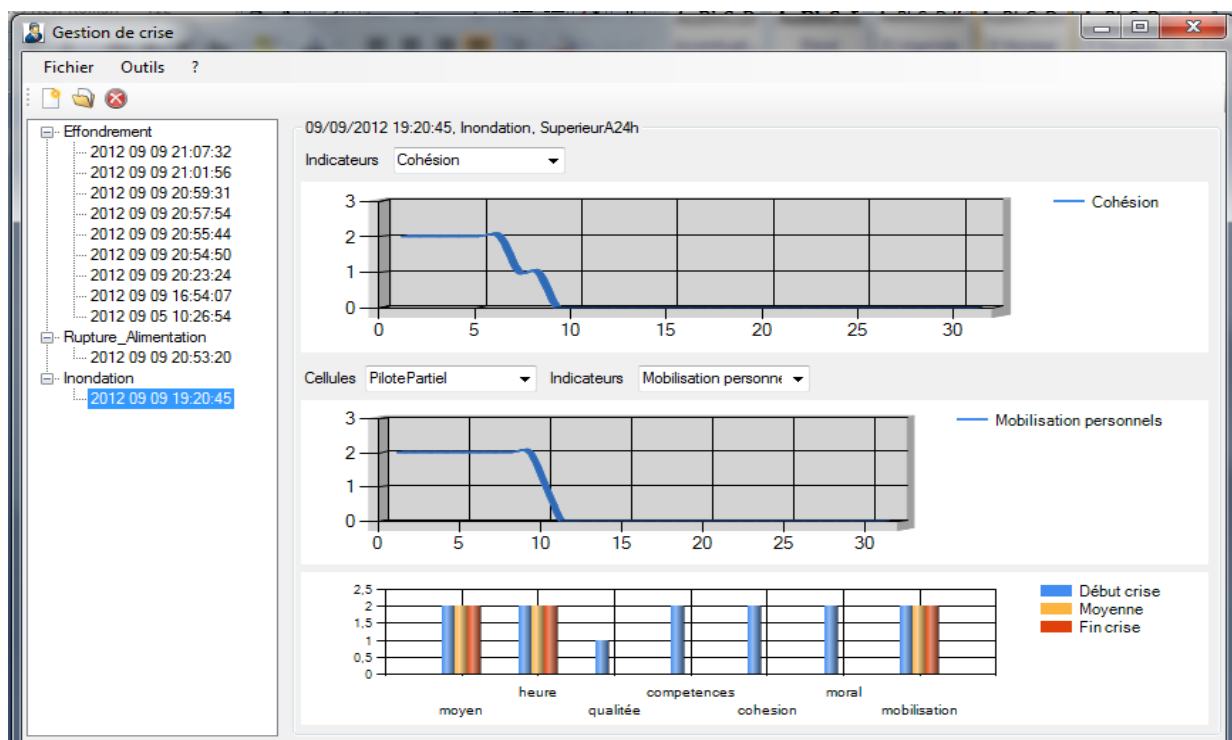 Gestion de crise
Fichier Outils ?
Effondrement
2012 09 09 21:07:32
2012 09 09 21:01:56
2012 09 09 20:59:31
2012 09 09 20:57:54
2012 09 09 20:55:44
2012 09 09 20:54:50
2012 09 09 20:23:24
2012 09 09 16:54:07
2012 09 05 10:26:54
Rupture_Alimentation
2012 09 09 20:53:20
Inondation
2012 09 09 19:20:45
09/09/2012 19:20:45, Inondation, SuperieurA24h
Indicateurs Cohésion
3
2
1
0
0 5 10 15 20 25 30
Cohésion
Cellules PilotePartiel Indicateurs Mobilisation personne
3
2
1
0
0 5 10 15 20 25 30
Mobilisation personnels
2,5
2
1,5
1
0,5
0
heure competences moral
moyen qualitée cohesion mobilisation
Début crise
Moyenne
Fin crise